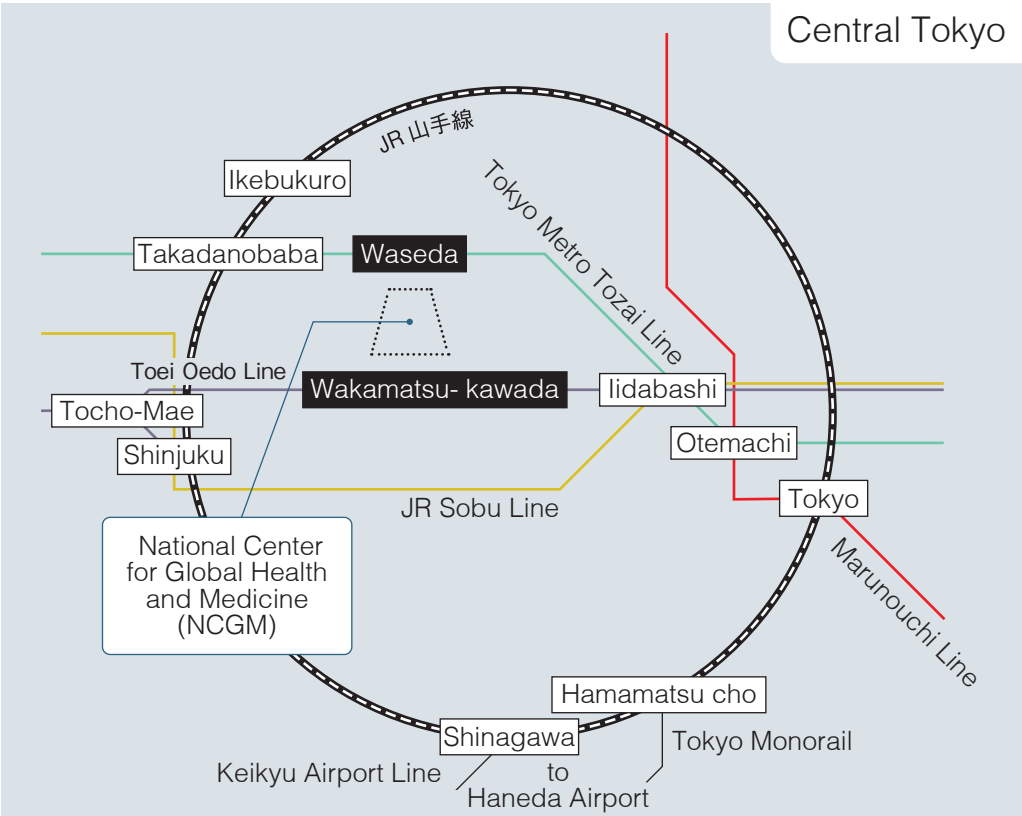 Central Tokyo
JR 山手線
Ikebukuro
Tokyo Metro Tozai Line
Takadanobaba
Waseda
Toei Oedo Line
Wakamatsu- kawada
Iidabashi
Tocho-Mae
Otemachi
Shinjuku
Tokyo
JR Sobu Line
National Center
for Global Health
and Medicine
(NCGM)
Marunouchi Line
Hamamatsu cho
Shinagawa
Tokyo Monorail
Keikyu Airport Line
to
Haneda Airport